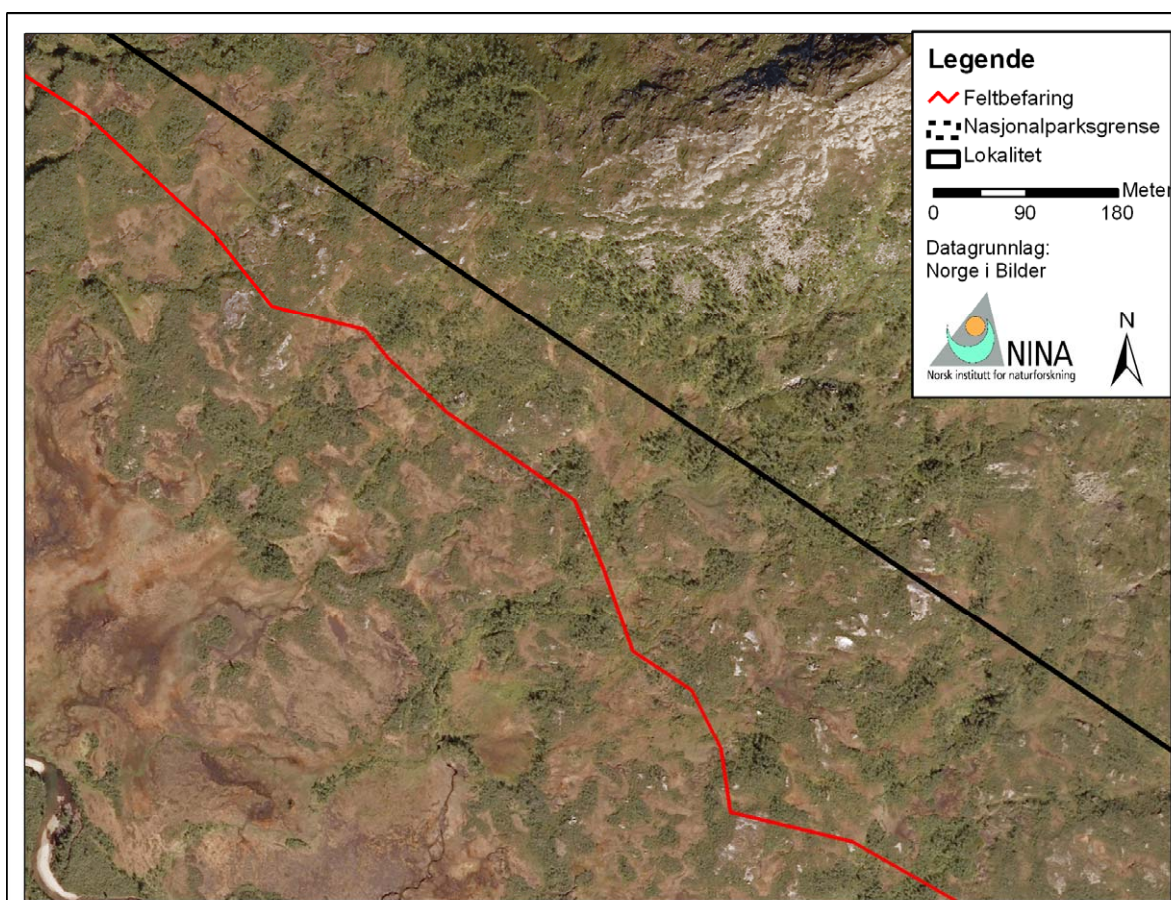 Legende
Feltbefaring
Nasjonalparksgrense
Lokalitet
Meter
0 90 180
Datagrunnlag:
Norge i Bilder
N
NINA
Norsk institutt for naturforskning